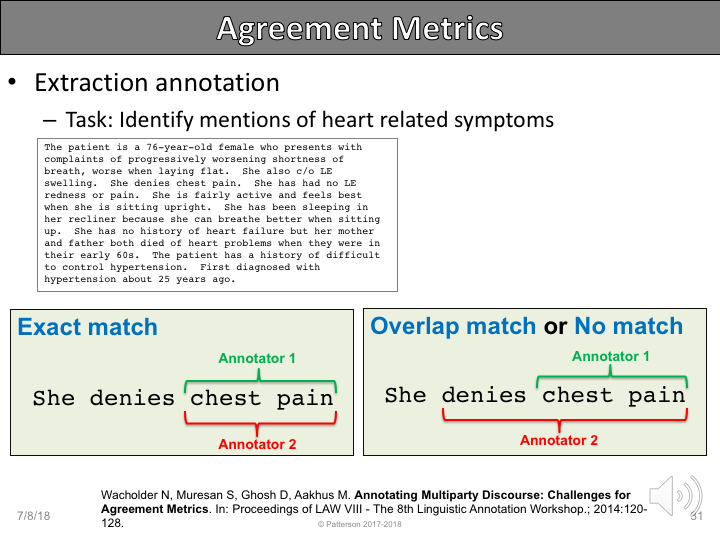 Agreement Metrics
• Extraction annotation
– Task: Identify mentions of heart related symptoms
The patient is a 76-year-old female who presents with
complaints of progressively worsening shortness of
breath, worse when laying flat.  She also c/o LE
swelling.  She denies chest pain.  She has had no LE
redness or pain.  She is fairly active and feels best
when she is sitting upright.  She has been sleeping in
her recliner because she can breathe better when sitting
up.  She has no history of heart failure but her mother
and father both died of heart problems when they were in
their early 60s.  The patient has a history of difficult
to control hypertension.  First diagnosed with
hypertension about 25 years ago.
Exact match
Annotator 1
She denies chest pain
Annotator 2
Overlap match or No match
Annotator 1
She denies chest pain
Annotator 2
Wacholder N, Muresan S, Ghosh D, Aakhus M. Annotating Multiparty Discourse: Challenges for
Agreement Metrics. In: Proceedings of LAW VIII - The 8th Linguistic Annotation Workshop.; 2014:120-
128.
7/8/18
© Patterson 2017-2018
31